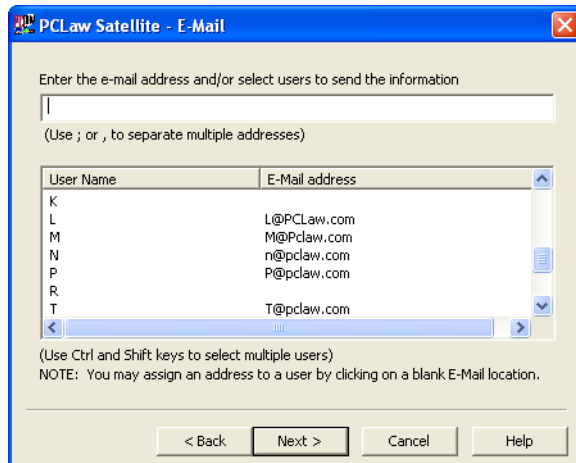 PCLaw Satellite - E-Mail
Enter the e-mail address and/or select users to send the information
(Use ; or , to separate multiple addresses)
User Name E-Mail address
K
L L@PCLaw.com
M M@Pclaw.com
N n@pclaw.com
P P@pclaw.com
R
T T@pclaw.com
(Use Ctrl and Shift keys to select multiple users)
NOTE: You may assign an address to a user by clicking on a blank E-Mail location.
< Back Next > Cancel Help